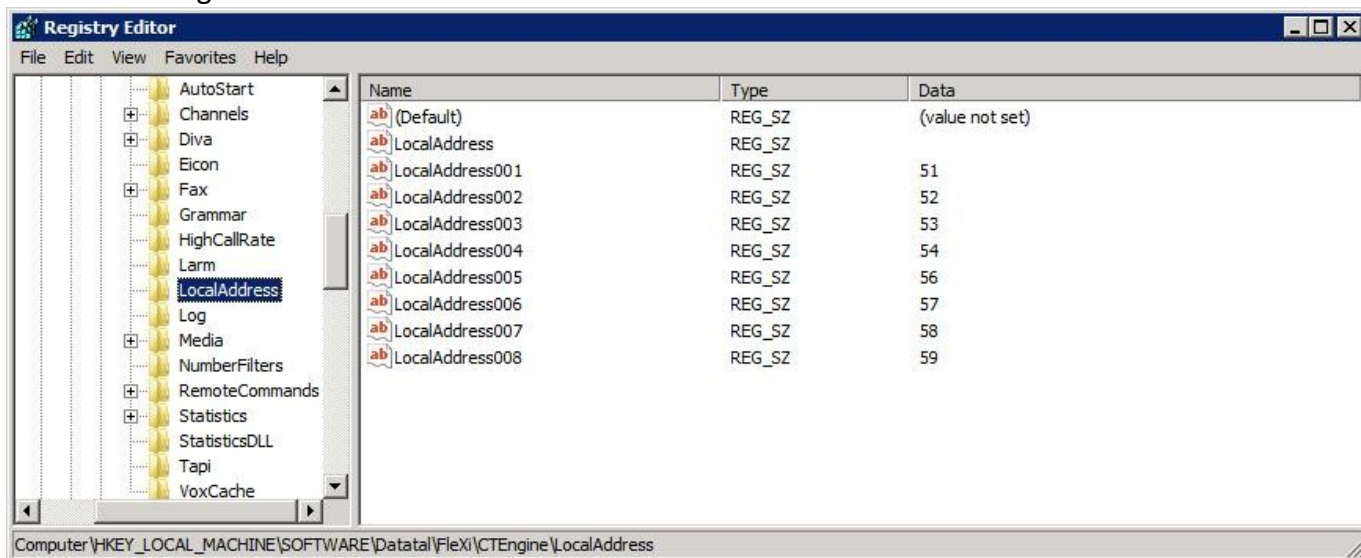 Registry Editor
File Edit View Favorites Help
AutoStart
Channels
Diva
Eicon
Fax
Grammar
HighCallRate
Larm
LocalAddress
Log
Media
NumberFilters
RemoteCommands
Statistics
StatisticsDLL
Tapi
VoxCache
Name Type Data
(Default) REG_SZ (value not set)
LocalAddress REG_SZ
LocalAddress001 REG_SZ 51
LocalAddress002 REG_SZ 52
LocalAddress003 REG_SZ 53
LocalAddress004 REG_SZ 54
LocalAddress005 REG_SZ 56
LocalAddress006 REG_SZ 57
LocalAddress007 REG_SZ 58
LocalAddress008 REG_SZ 59
Computer\HKEY_LOCAL_MACHINE\SOFTWARE\Datatal\FleXi\CTEngine\LocalAddress